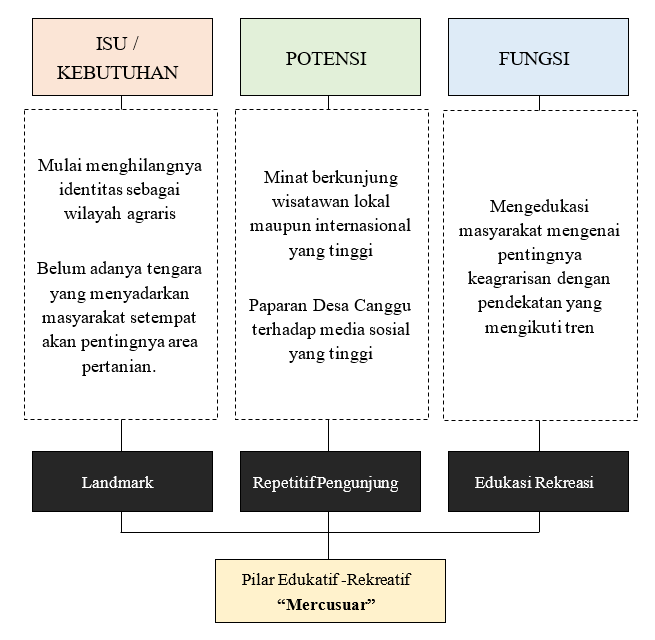 ISU /
KEBUTUHAN
Mulai menghilangnya
identitas sebagai
wilayah agraris
Belum adanya tengara
yang menyadarkan
masyarakat setempat
akan pentingnya area
pertanian.
Landmark
POTENSI
Minat berkunjung
wisatawan lokal
maupun internasional
yang tinggi
Paparan Desa Canggu
terhadap media sosial
yang tinggi
Repetitif Pengunjung
FUNGSI
Mengedukasi
masyarakat mengenai
pentingnya
keagrarisan dengan
pendekatan yang
mengikuti tren
Edukasi Rekreasi
Pilar Edukatif -Rekreatif
“Mercusuar”